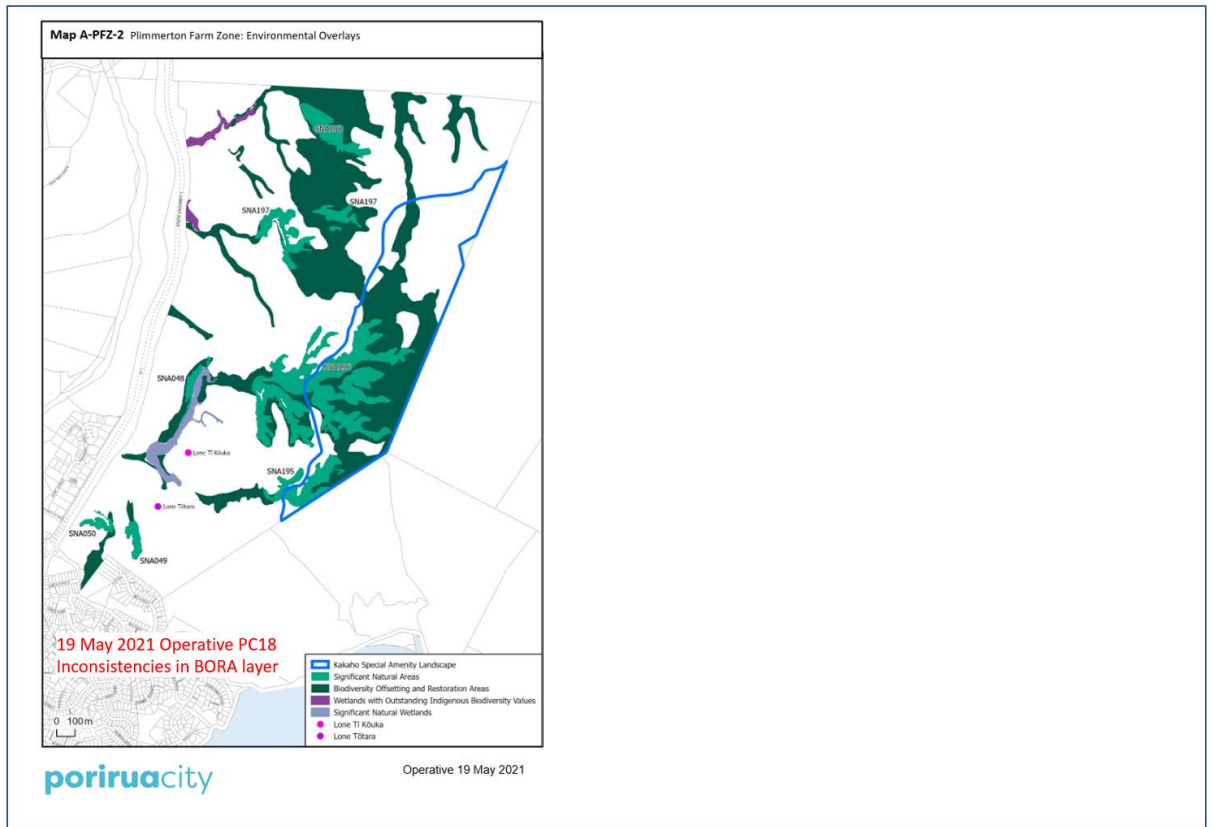 Map A-PFZ-2 Plimmerton Farm Zone: Environmental Overlays
SNA193
SNA197
SNA197
SNA196
SNA048
Lone Tī Kōuka
SNA195
Lone Tōtara
SNA050
SNA049
19 May 2021 Operative PC18
Inconsistencies in BORA layer
0 100 m
Kakaho Special Amenity Landscape
Significant Natural Areas
Biodiversity Offsetting and Restoration Areas
Wetlands with Outstanding Indigenous Biodiversity Values
Significant Natural Wetlands
Lone Tī Kōuka
Lone Tōtara
poriruacity
Operative 19 May 2021